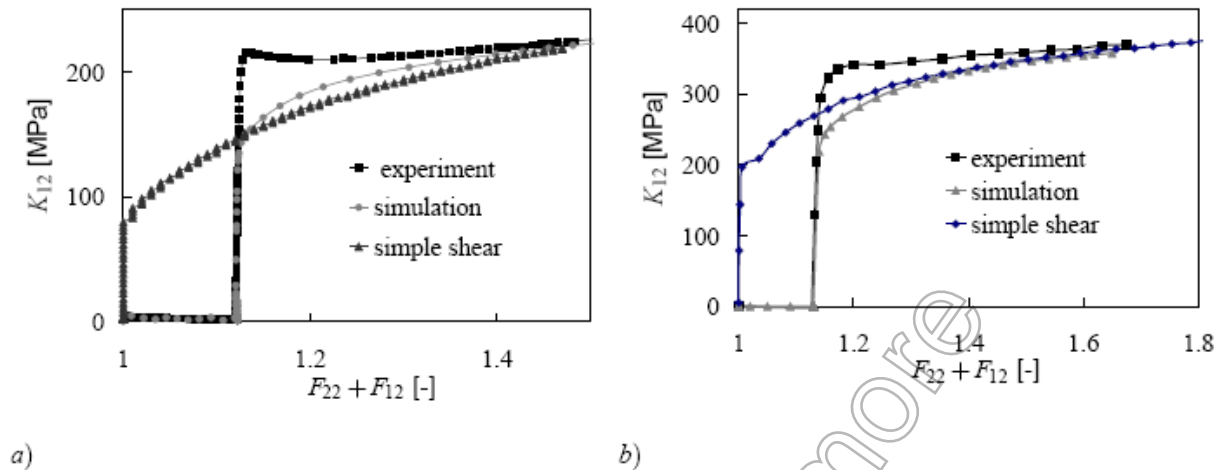 200
100
0
K12 [MPa]
experiment
simulation
simple shear
1
1.2
1.4
F22 + F12 [-]
a)
400
300
200
100
0
K12 [MPa]
experiment
simulation
simple shear
1
1.2
1.4
1.6
1.8
F22 + F12 [-]
b)
more